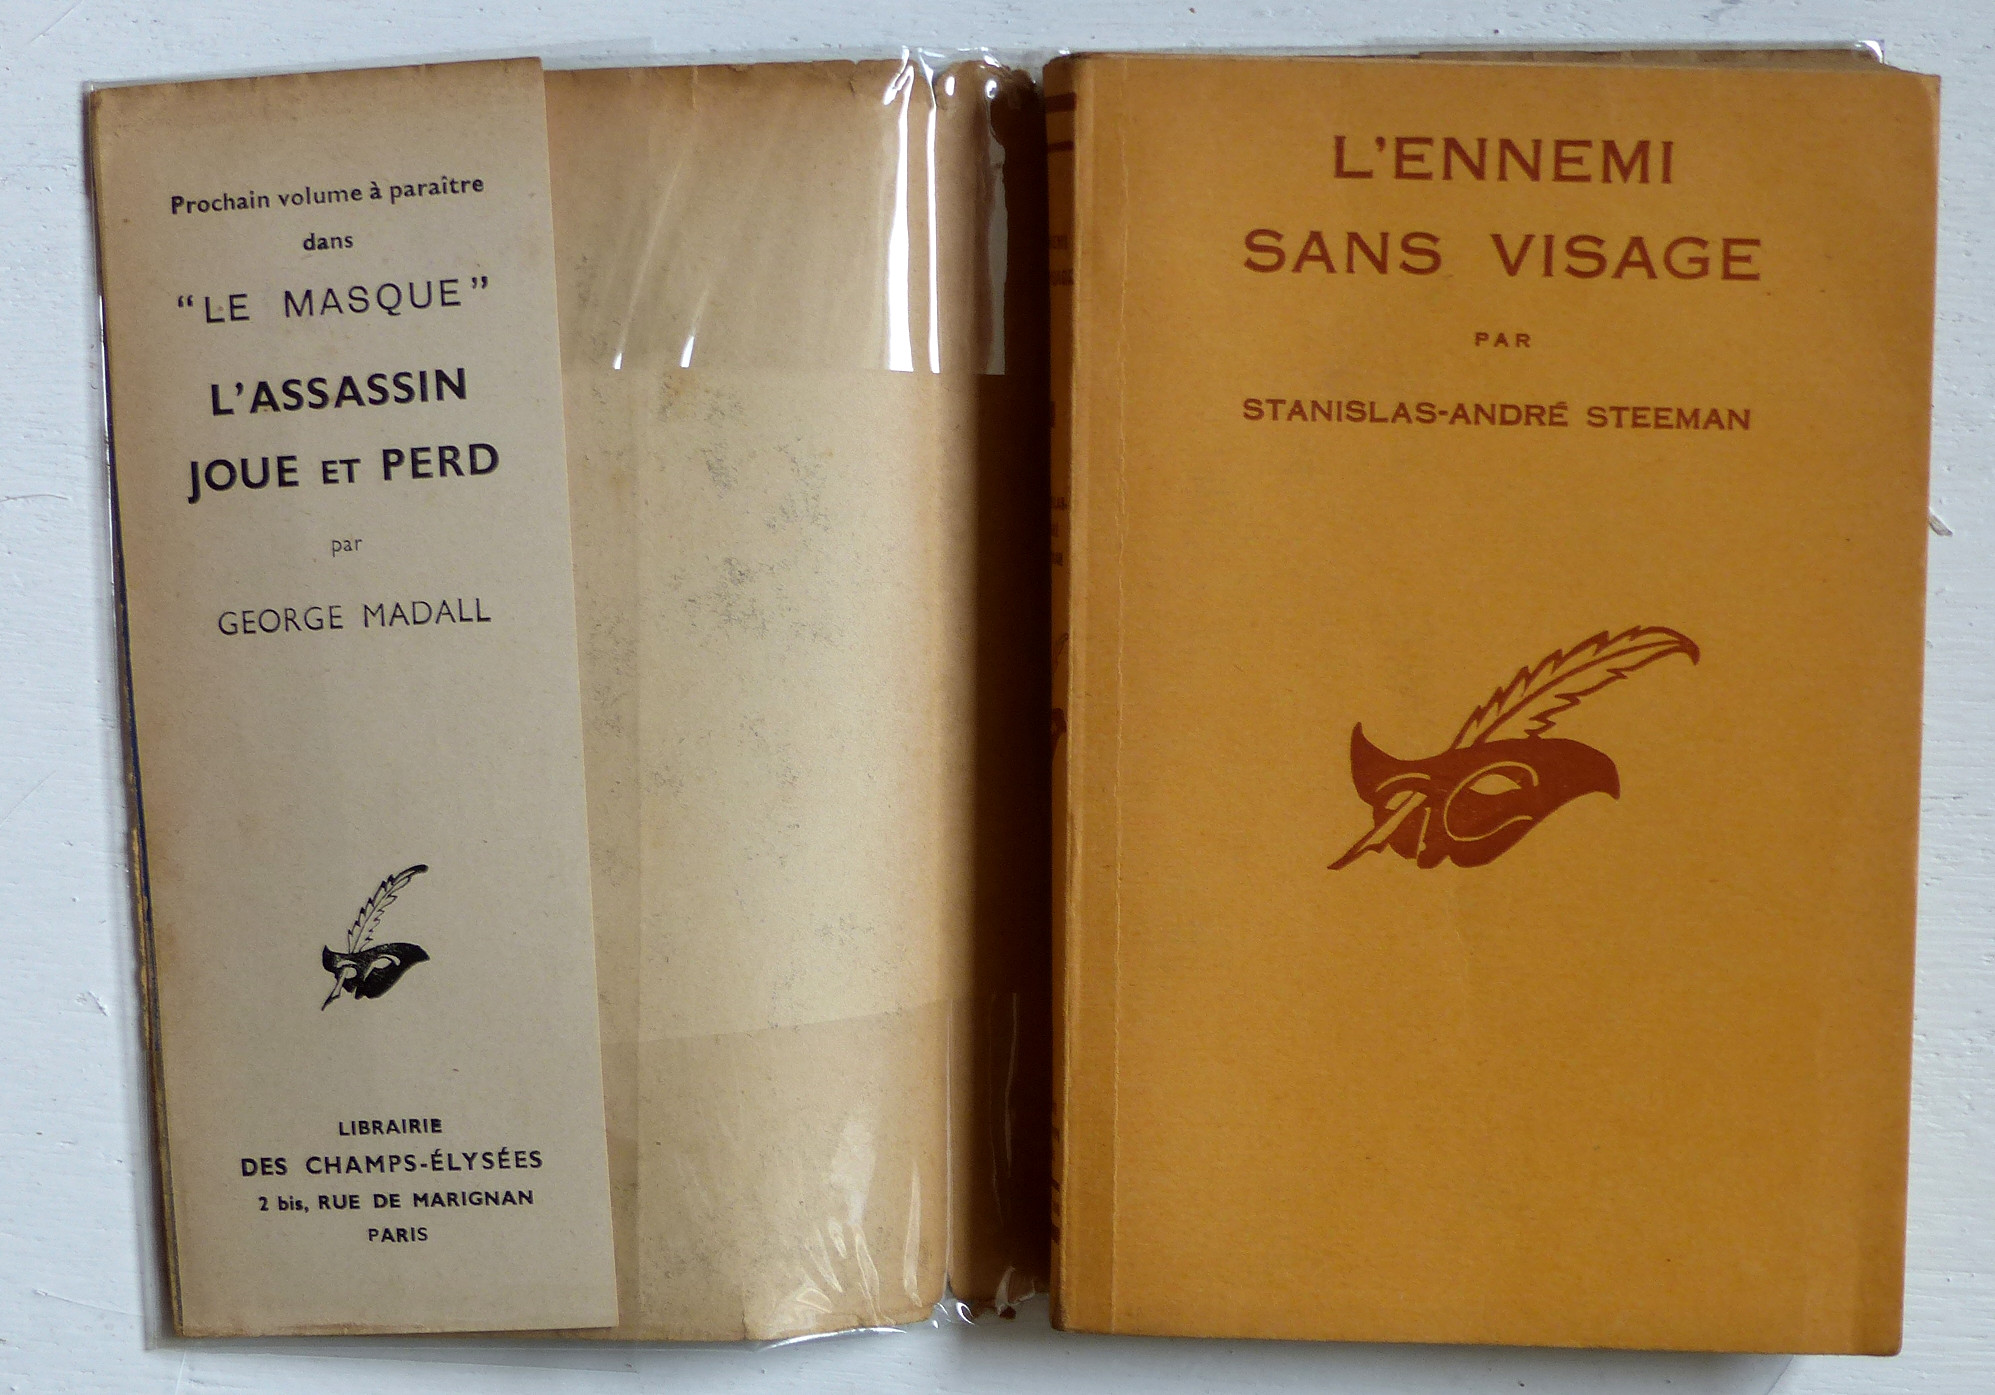 Prochain volume à paraître
dans
“LE MASQUE”
L’ASSASSIN
JOUE ET PERD
par
GEORGE MADALL
LIBRAIRIE
DES CHAMPS-ÉLYSÉES
2 bis, RUE DE MARIGNAN
PARIS
L’ENNEMI
SANS VISAGE
PAR
STANISLAS-ANDRÉ STEEMAN